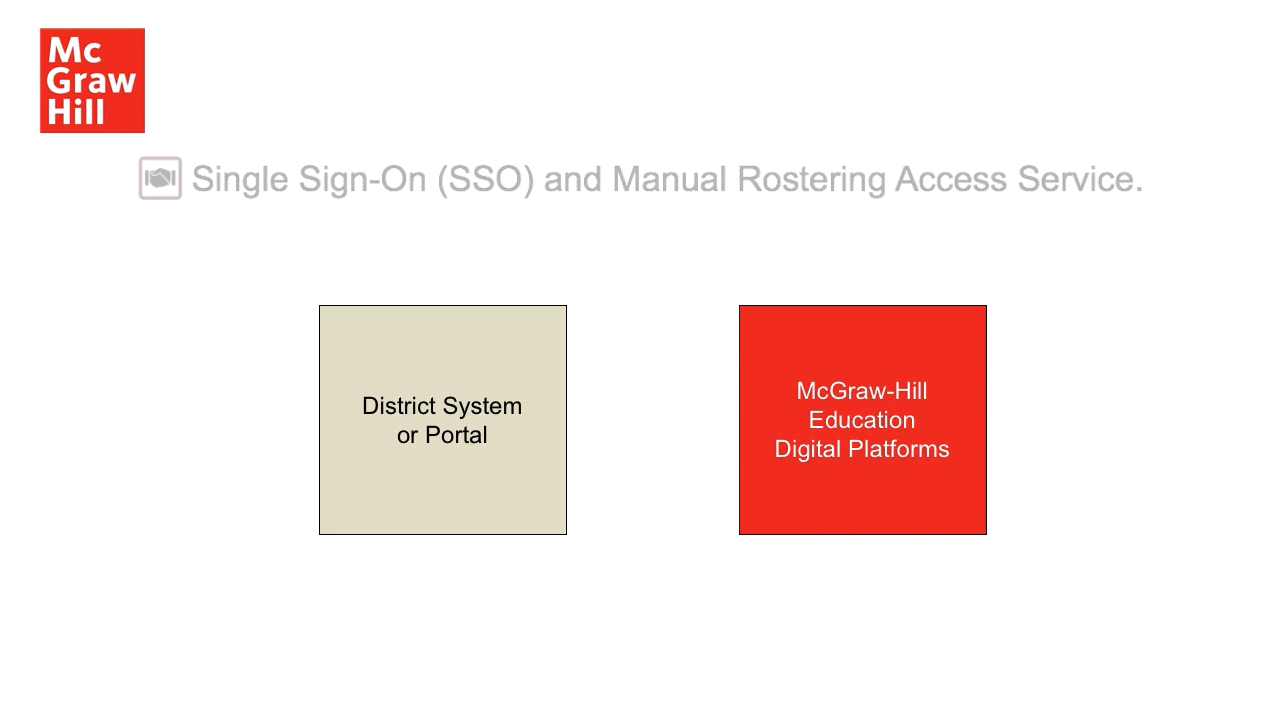 Mc
Graw
Hill
Single Sign-On (SSO) and Manual Rostering Access Service.
District System
or Portal
McGraw-Hill
Education
Digital Platforms